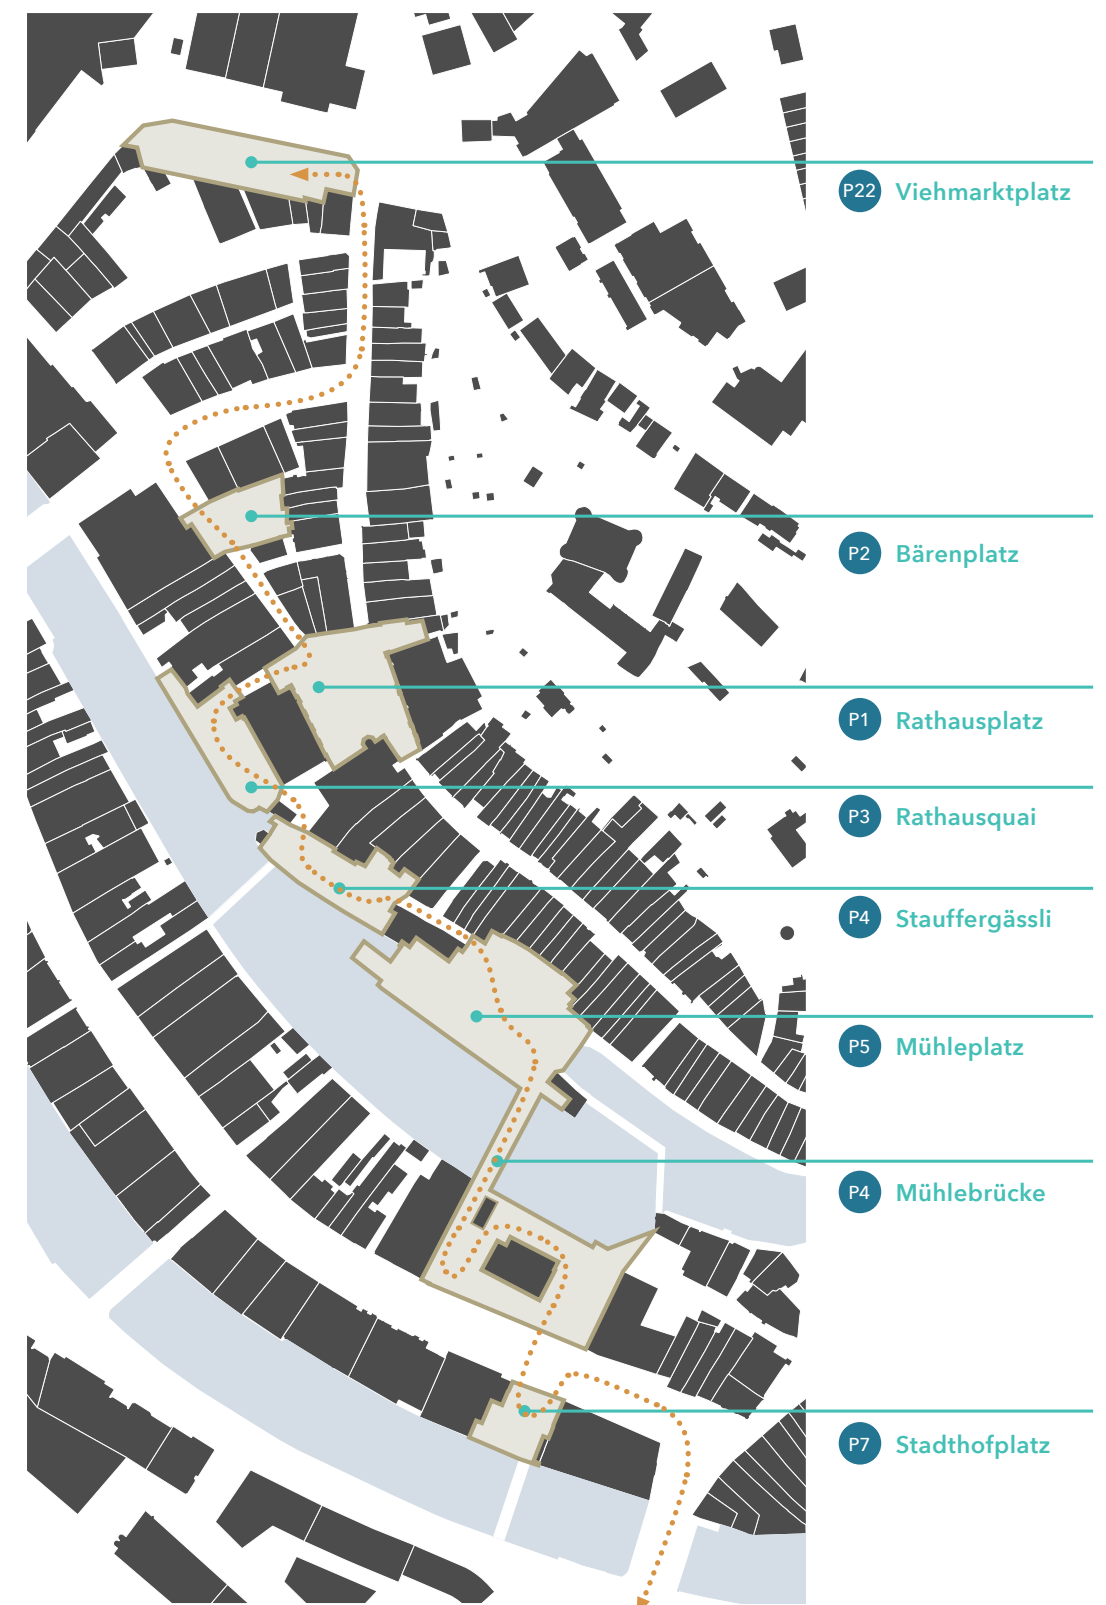 P22 Viehmarktplatz
P2 Bärenplatz
P1 Rathausplatz
P3 Rathausquai
P4 Stauffergässli
P5 Mühleplatz
P4 Mühlebrücke
P7 Stadthofplatz